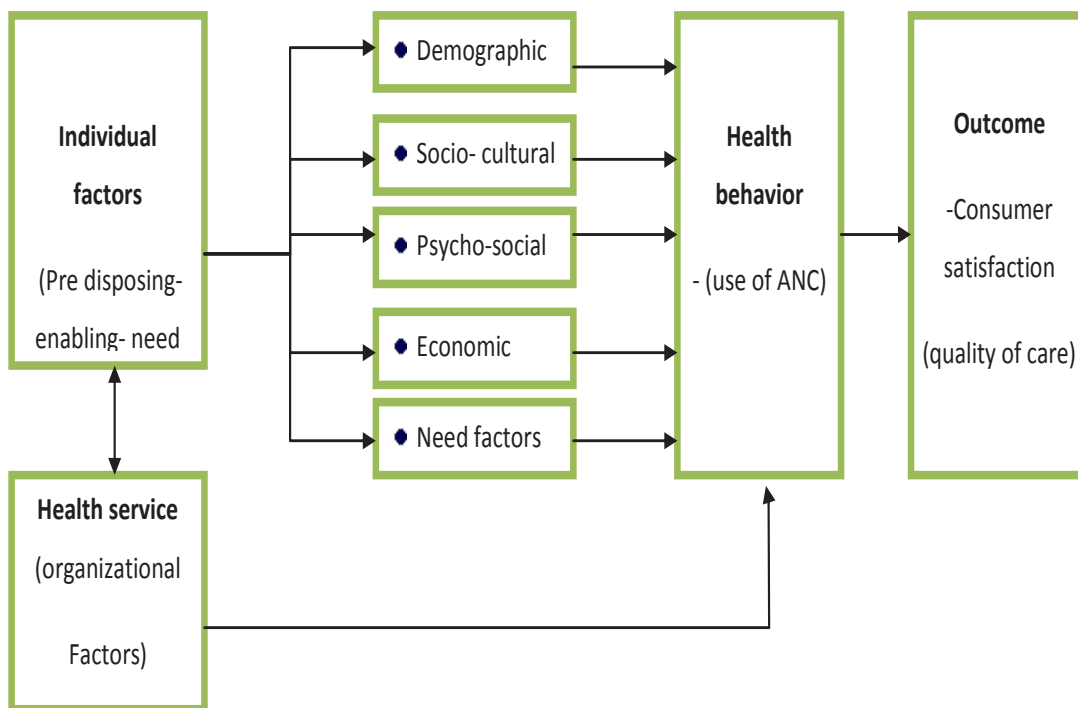 Individual
factors
(Pre disposing-
enabling- need
Health service
(organizational
Factors)
● Demographic
● Socio- cultural
● Psycho-social
● Economic
● Need factors
Health
behavior
- (use of ANC)
Outcome
-Consumer
satisfaction
(quality of care)